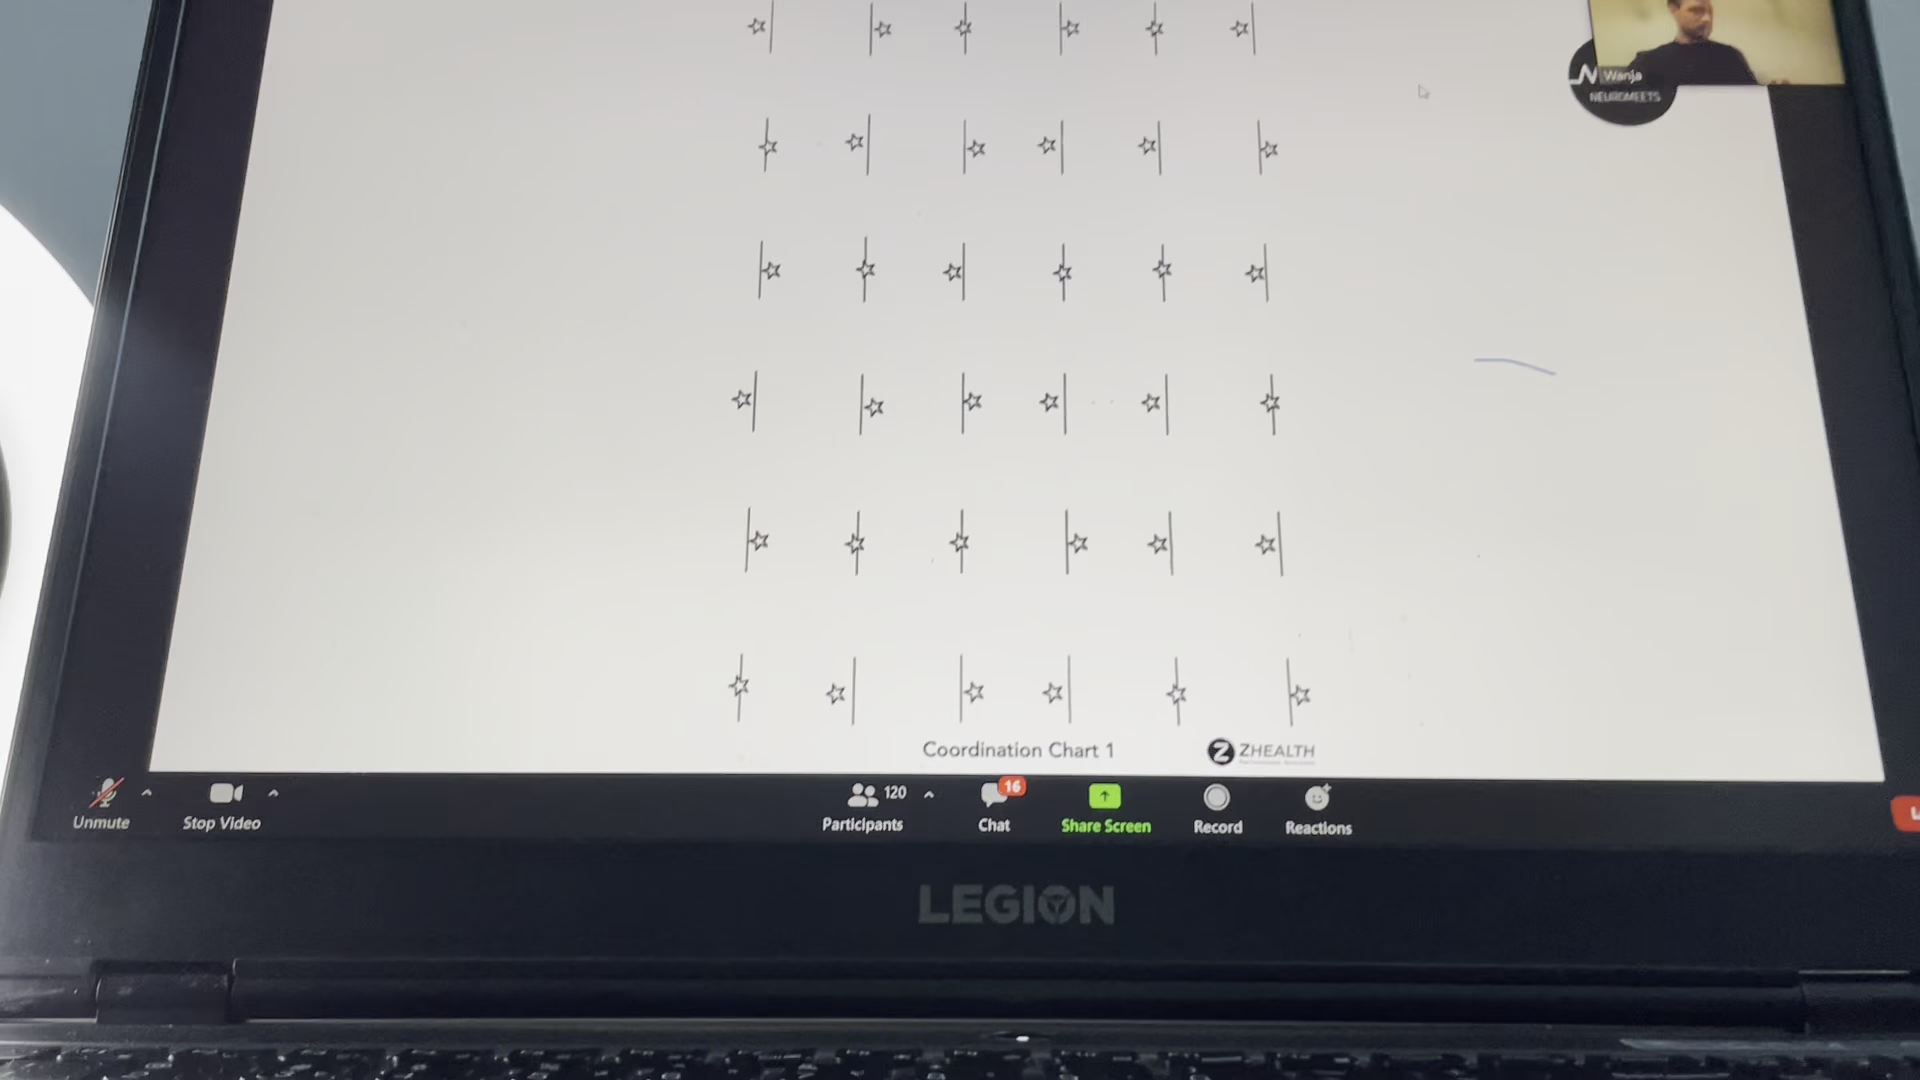 Wanja
NEUROMEETS
Coordination Chart 1
ZHEALTH
Unmute
Stop Video
120
Participants
16
Chat
Share Screen
Record
Reactions
LEGION